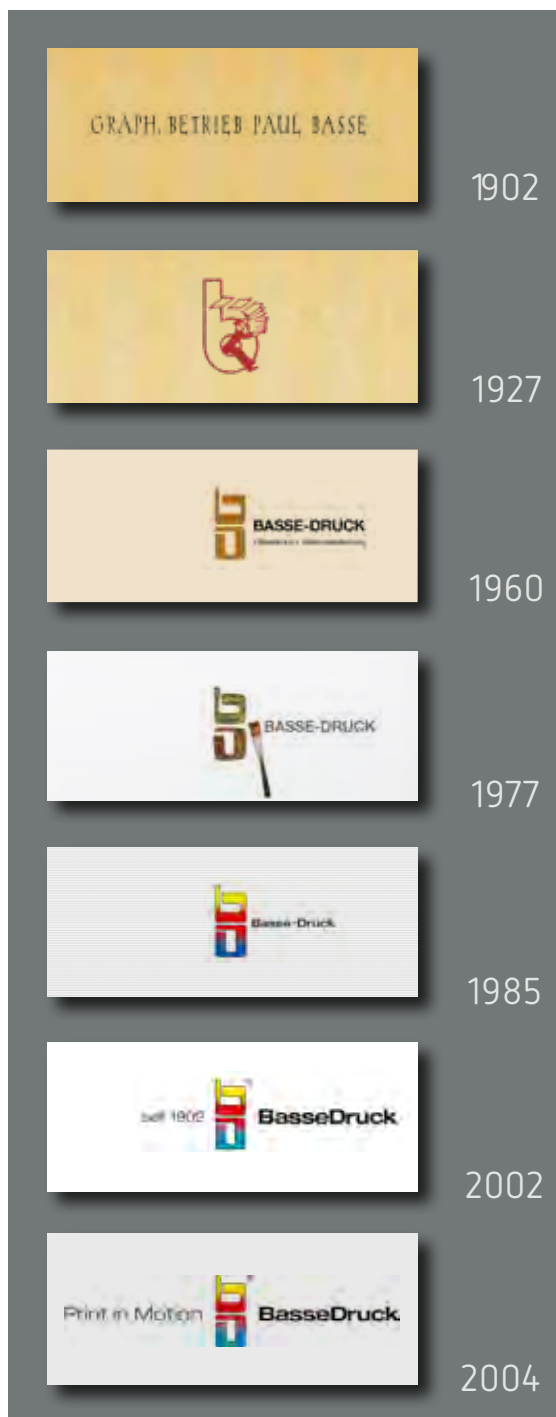 GRAPH. BETRIEB PAUL BASSE
1902
1927
BASSE-DRUCK
1960
BASSE-DRUCK
1977
Basse-Druck
1985
seit 1902 BasseDruck
2002
Print in Motion BasseDruck
2004